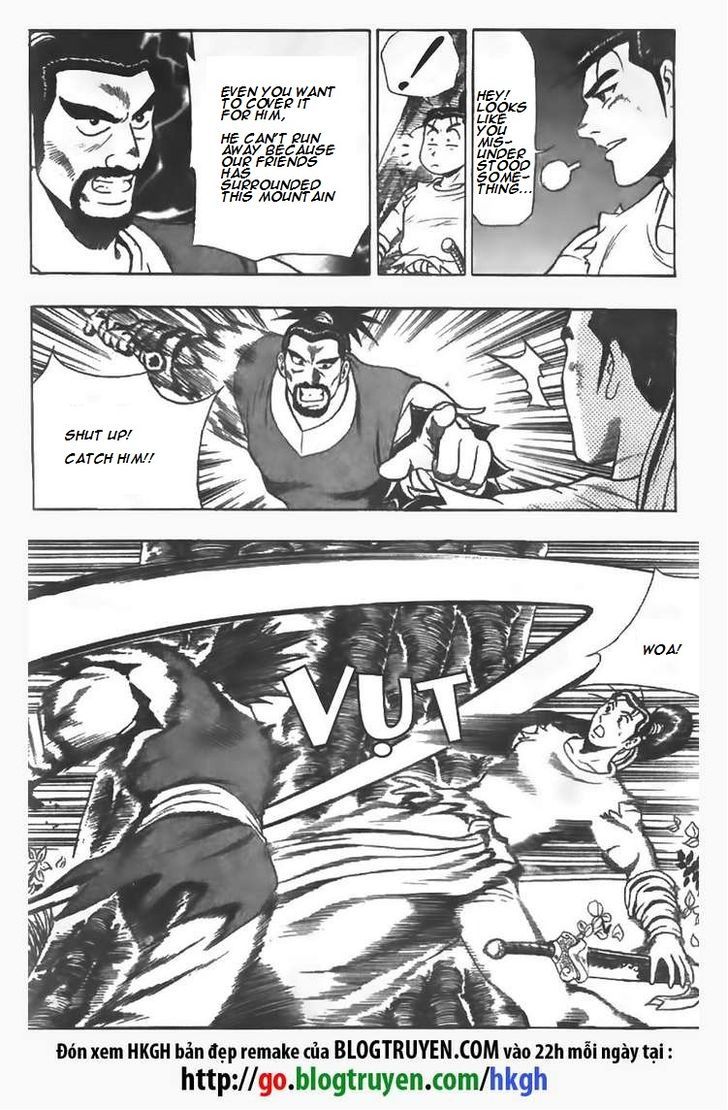 HEY!
LOOKS
LIKE
YOU
MIS-
UNDER
STOOD
SOME-
THING...
EVEN YOU WANT
TO COVER IT
FOR HIM,
HE CAN'T RUN
AWAY BECAUSE
OUR FRIENDS
HAS
SURROUNDED
THIS MOUNTAIN
SHUT UP!
CATCH HIM!!
WOA!
VỤT
Đón xem HKGH bản đẹp remake của BLOGTRUYEN.COM vào 22h mỗi ngày tại :
http://go.blogtruyen.com/hkgh